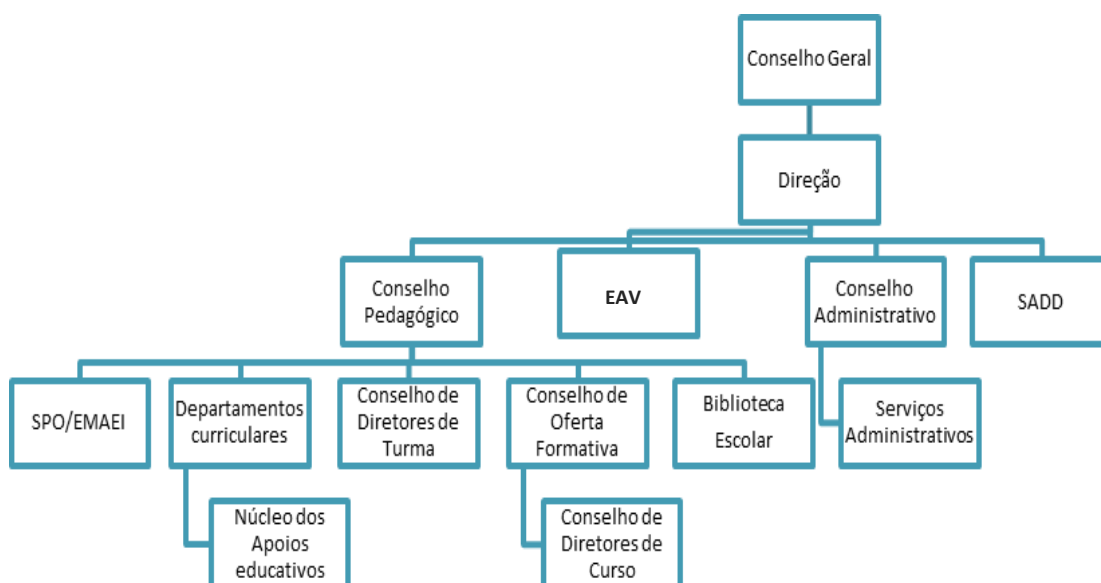 Conselho Geral
Direção
Conselho
Pedagógico
EAV
Conselho
Administrativo
SADD
SPO/EMAEI
Departamentos
curriculares
Conselho de
Diretores de
Turma
Conselho de
Oferta
Formativa
Biblioteca
Escolar
Serviços
Administrativos
Núcleo dos
Apoios
educativos
Conselho de
Diretores de
Curso